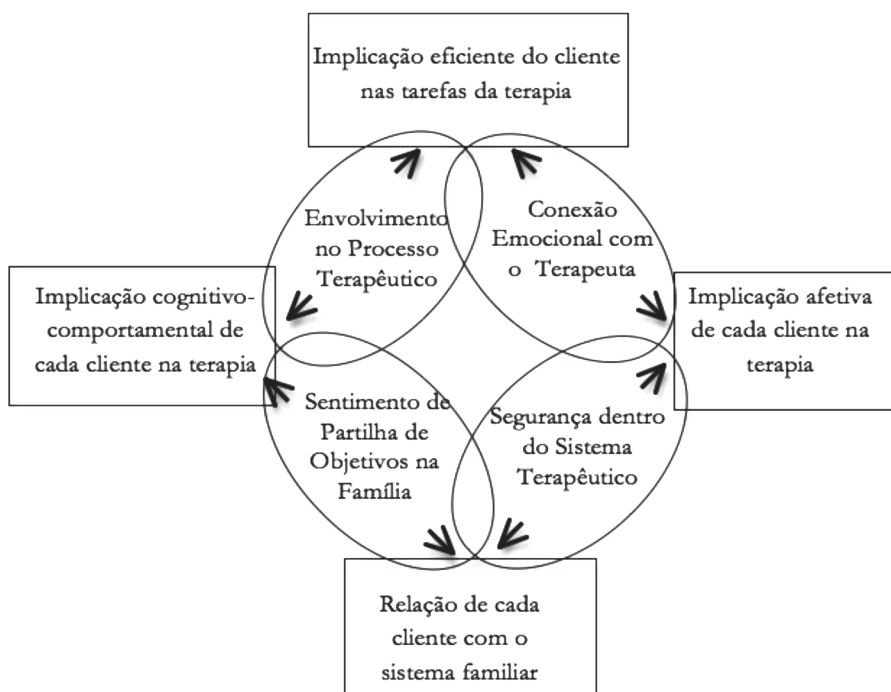 Implicação eficiente do cliente
nas tarefas da terapia
Envolvimento
no Processo
Terapêutico
Conexão
Emocional com
o Terapeuta
Implicação cognitivo-
comportamental de
cada cliente na terapia
Implicação afetiva
de cada cliente na
terapia
Sentimento de
Partilha de
Objetivos na
Família
Segurança dentro
do Sistema
Terapêutico
Relação de cada
cliente com o
sistema familiar